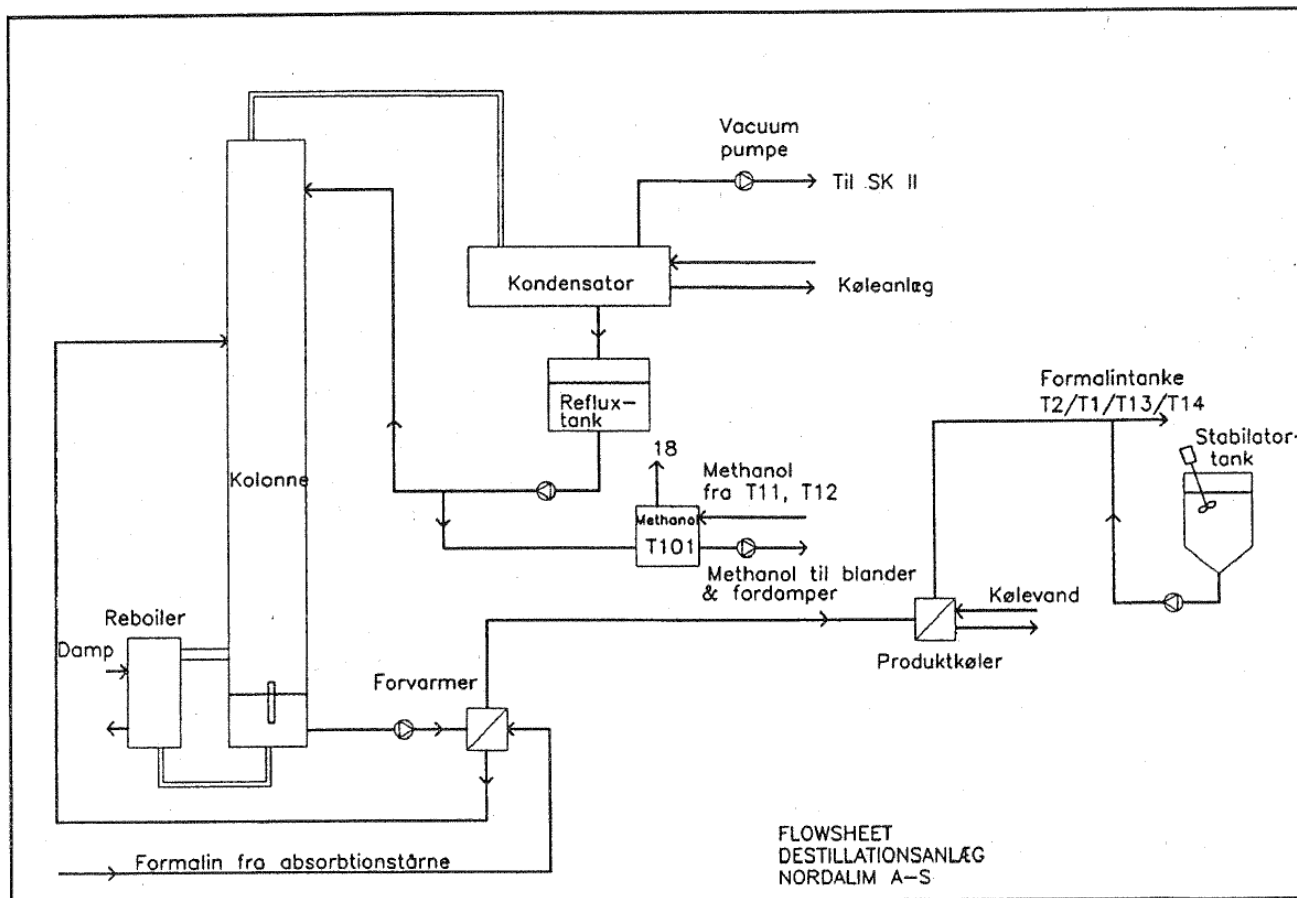 Vacuum
pumpe
Til SK II
Kondensator
Køleanlæg
Reflux-
tank
Formalintanke
T2/T1/T13/T14
Stabilator-
tank
Kolonne
18
Methanol
fra T11, T12
Methanol
T101
Methanol til blander
& fordamper
Kølevand
Produktkøler
Reboiler
Damp
Forvarmer
Formalin fra absorbtionstårne
FLOWSHEET
DESTILLATIONSANLÆG
NORDALIM A-S